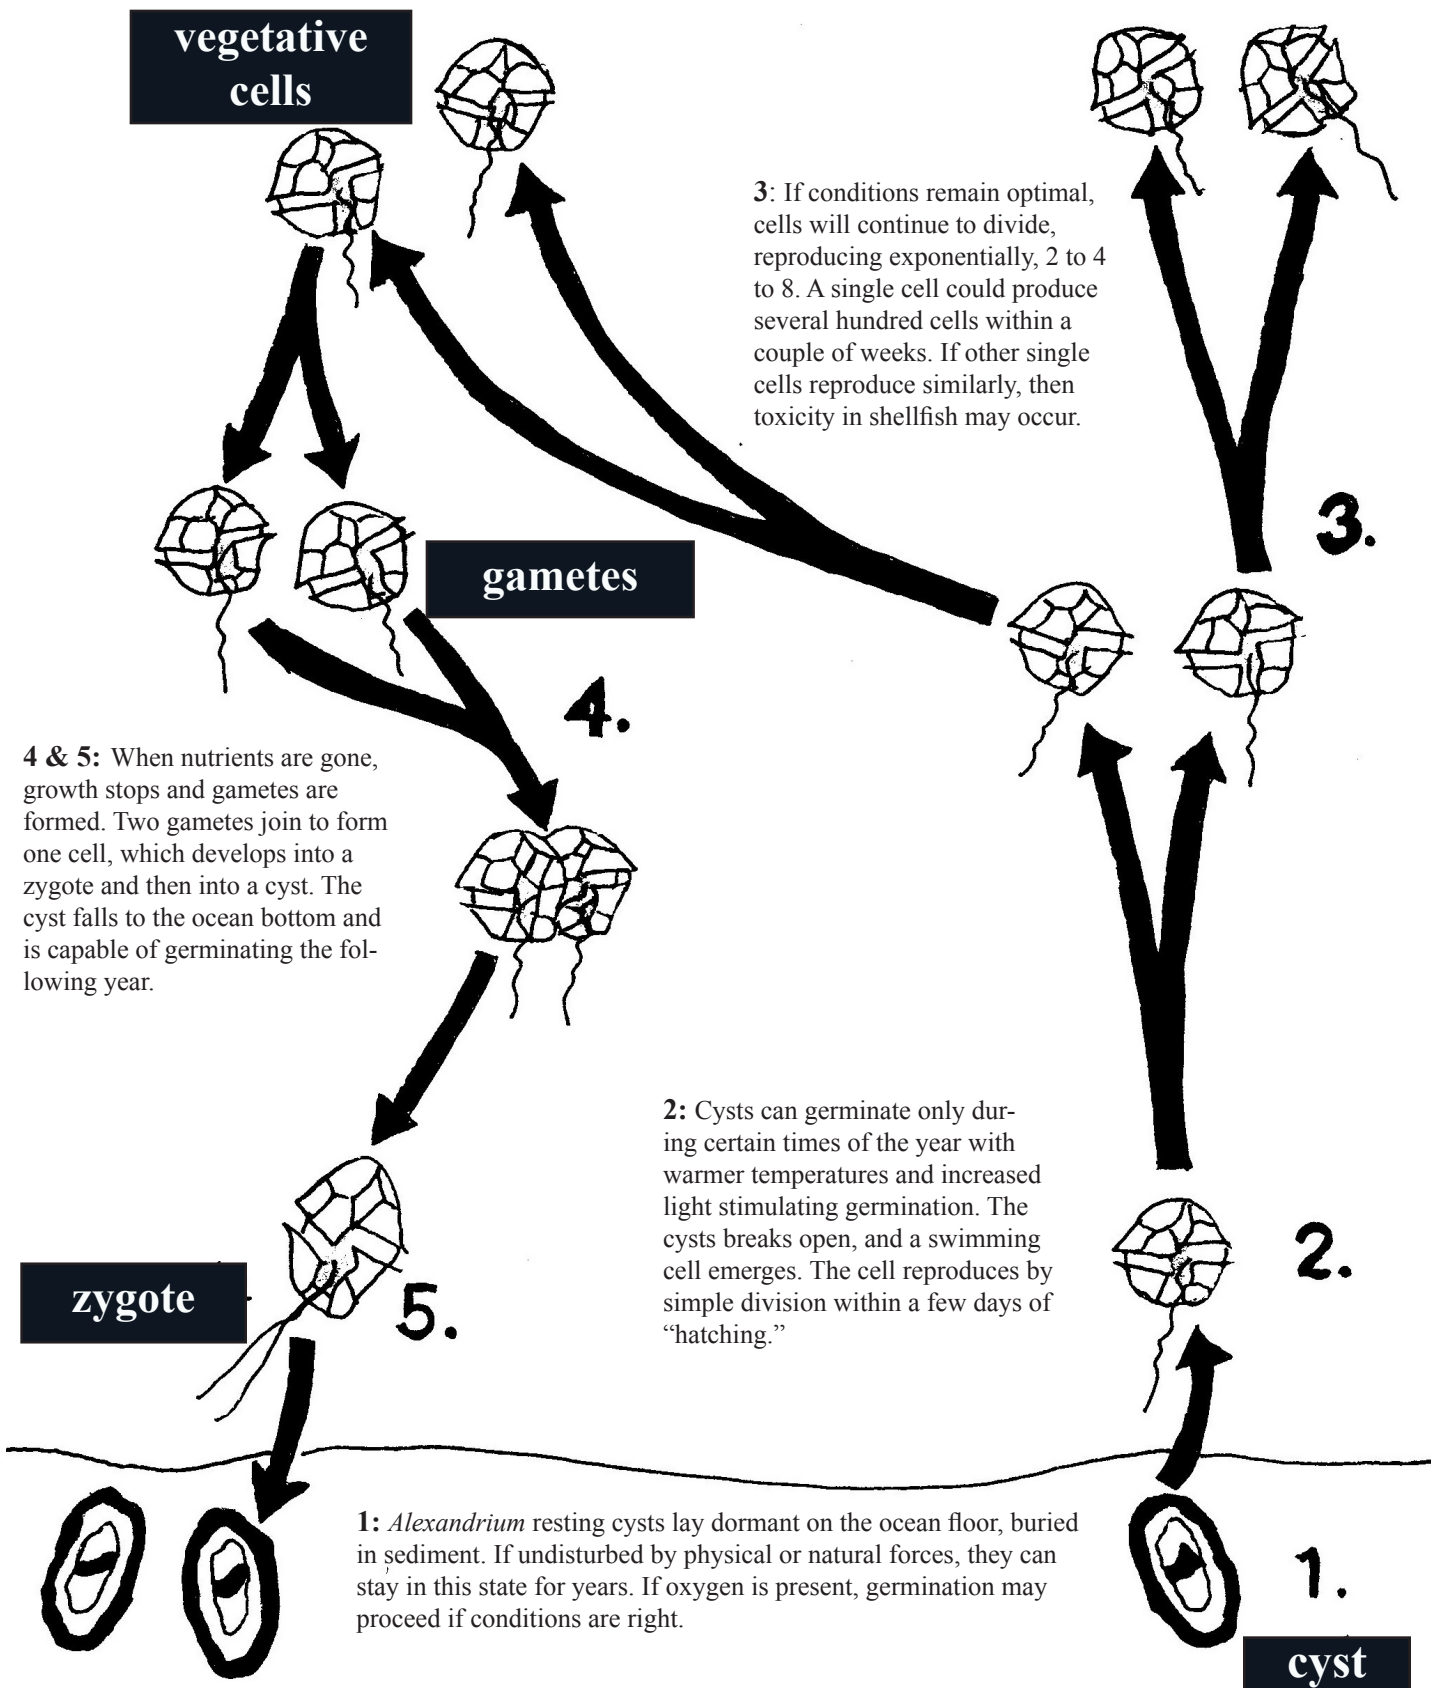 vegetative
cells
3: If conditions remain optimal,
cells will continue to divide,
reproducing exponentially, 2 to 4
to 8. A single cell could produce
several hundred cells within a
couple of weeks. If other single
cells reproduce similarly, then
toxicity in shellfish may occur.
3.
gametes
4.
4 & 5: When nutrients are gone,
growth stops and gametes are
formed. Two gametes join to form
one cell, which develops into a
zygote and then into a cyst. The
cyst falls to the ocean bottom and
is capable of germinating the fol-
lowing year.
2: Cysts can germinate only dur-
ing certain times of the year with
warmer temperatures and increased
light stimulating germination. The
cysts breaks open, and a swimming
cell emerges. The cell reproduces by
simple division within a few days of
“hatching.”
2.
zygote
5.
1: Alexandrium resting cysts lay dormant on the ocean floor, buried
in sediment. If undisturbed by physical or natural forces, they can
stay in this state for years. If oxygen is present, germination may
proceed if conditions are right.
1.
cyst